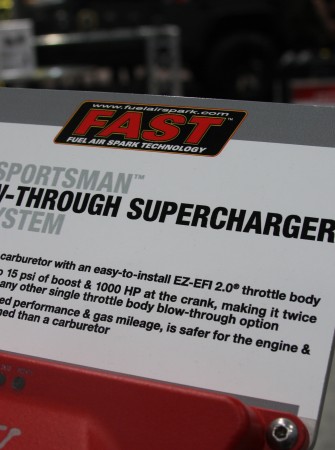 www.fuelairspark.com
FAST™
FUEL AIR SPARK TECHNOLOGY
SPORTSMAN™
W-THROUGH SUPERCHARGER
YSTEM
carburetor with an easy-to-install EZ-EFI 2.0® throttle body
o 15 psi of boost & 1000 HP at the crank, making it twice
any other single throttle body blow-through option
ed performance & gas mileage, is safer for the engine &
ned than a carburetor